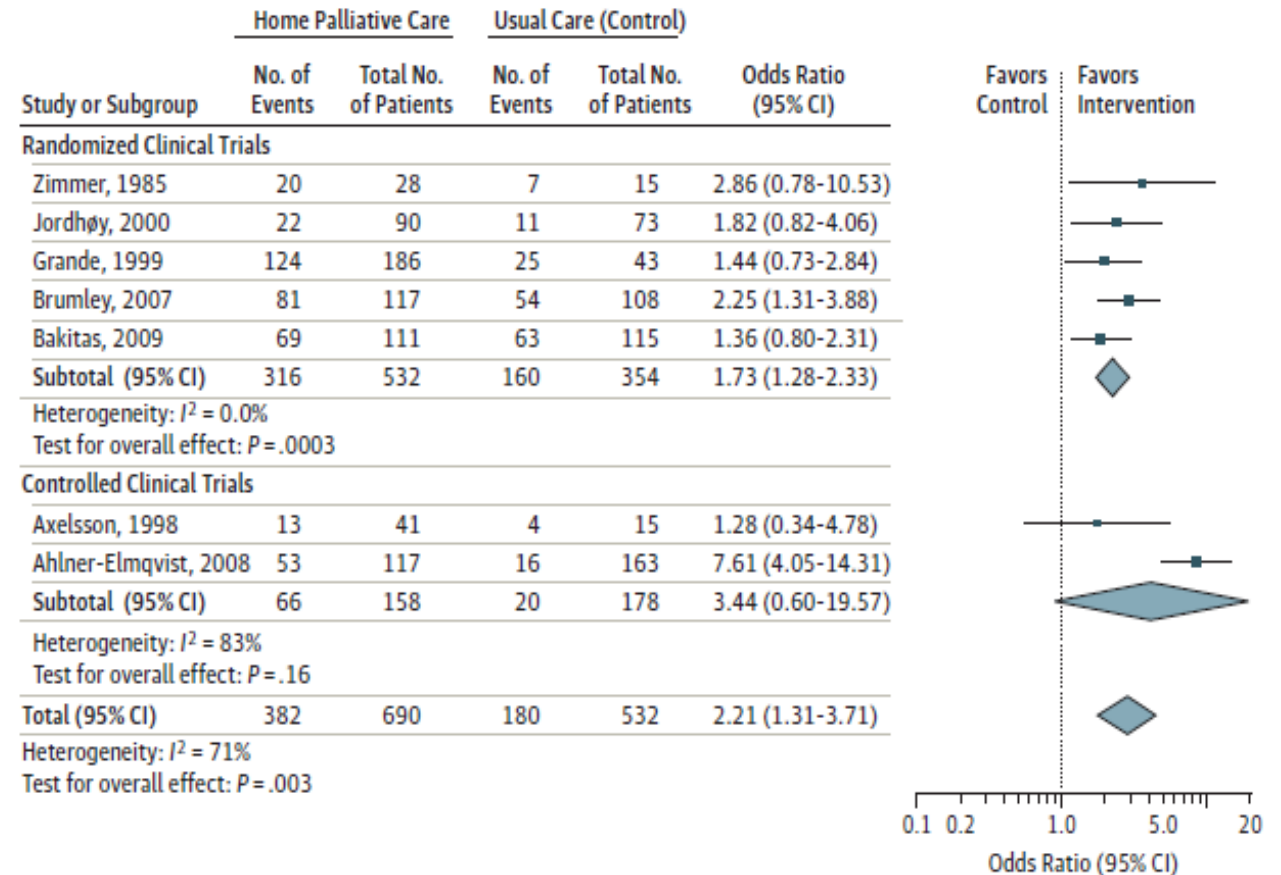 Home Palliative Care Usual Care (Control)
No. of Total No. No. of Total No. Odds Ratio Favors Favors
Study or Subgroup Events of Patients Events of Patients (95% CI) Control Intervention
Randomized Clinical Trials
Zimmer, 1985 20 28 7 15 2.86 (0.78-10.53)
Jordhøy, 2000 22 90 11 73 1.82 (0.82-4.06)
Grande, 1999 124 186 25 43 1.44 (0.73-2.84)
Brumley, 2007 81 117 54 108 2.25 (1.31-3.88)
Bakitas, 2009 69 111 63 115 1.36 (0.80-2.31)
Subtotal (95% CI) 316 532 160 354 1.73 (1.28-2.33)
Heterogeneity: I² = 0.0%
Test for overall effect: P = .0003
Controlled Clinical Trials
Axelsson, 1998 13 41 4 15 1.28 (0.34-4.78)
Ahlner-Elmqvist, 2008 53 117 16 163 7.61 (4.05-14.31)
Subtotal (95% CI) 66 158 20 178 3.44 (0.60-19.57)
Heterogeneity: I² = 83%
Test for overall effect: P = .16
Total (95% CI) 382 690 180 532 2.21 (1.31-3.71)
Heterogeneity: I² = 71%
Test for overall effect: P = .003
0.1 0.2 1.0 5.0 20
Odds Ratio (95% CI)